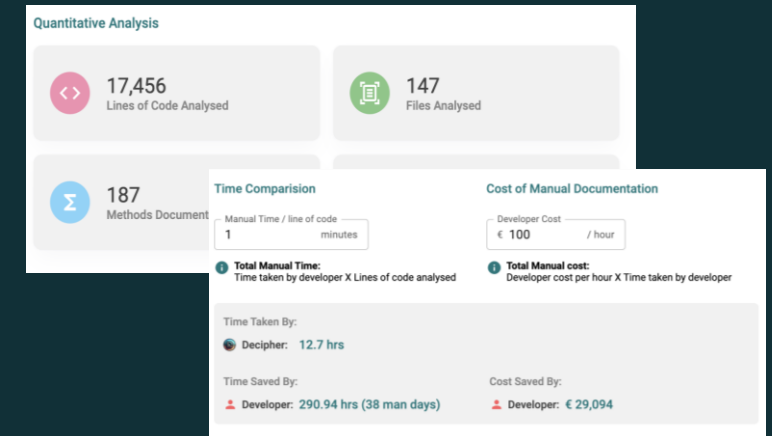 Quantitative Analysis
17,456
Lines of Code Analysed
147
Files Analysed
187
Methods Document
Time Comparision
Manual Time / line of code
1 minutes
Total Manual Time:
Time taken by developer X Lines of code analysed
Cost of Manual Documentation
Developer Cost
€ 100 / hour
Total Manual cost:
Developer cost per hour X Time taken by developer
Time Taken By:
Decipher: 12.7 hrs
Time Saved By:
Developer: 290.94 hrs (38 man days)
Cost Saved By:
Developer: € 29,094